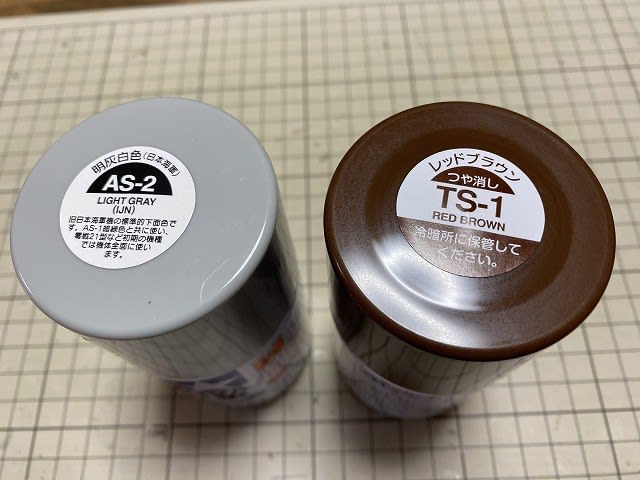 明灰白色(日本海軍)
AS-2
LIGHT GRAY
(IJN)
旧日本海軍機の標準的下面色で
す。AS-1暗緑色と共に使い、
零戦21型など初期の機種
では機体全面に使い
ます。
レッドブラウン
つや消し
TS-1
RED BROWN
冷暗所に保管して
ください。